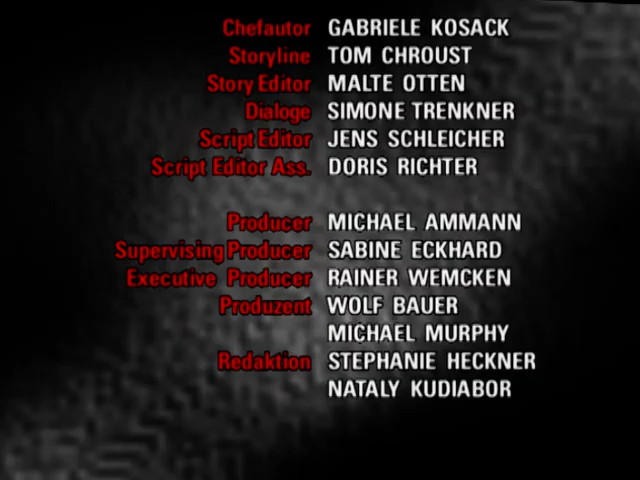 Chefautor GABRIELE KOSACK
Storyline TOM CHROUST
Story Editor MALTE OTTEN
Dialoge SIMONE TRENKNER
Script Editor JENS SCHLEICHER
Script Editor Ass. DORIS RICHTER
Producer MICHAEL AMMANN
Supervising Producer SABINE ECKHARD
Executive Producer RAINER WEMCKEN
Produzent WOLF BAUER
MICHAEL MURPHY
Redaktion STEPHANIE HECKNER
NATALY KUDIABOR